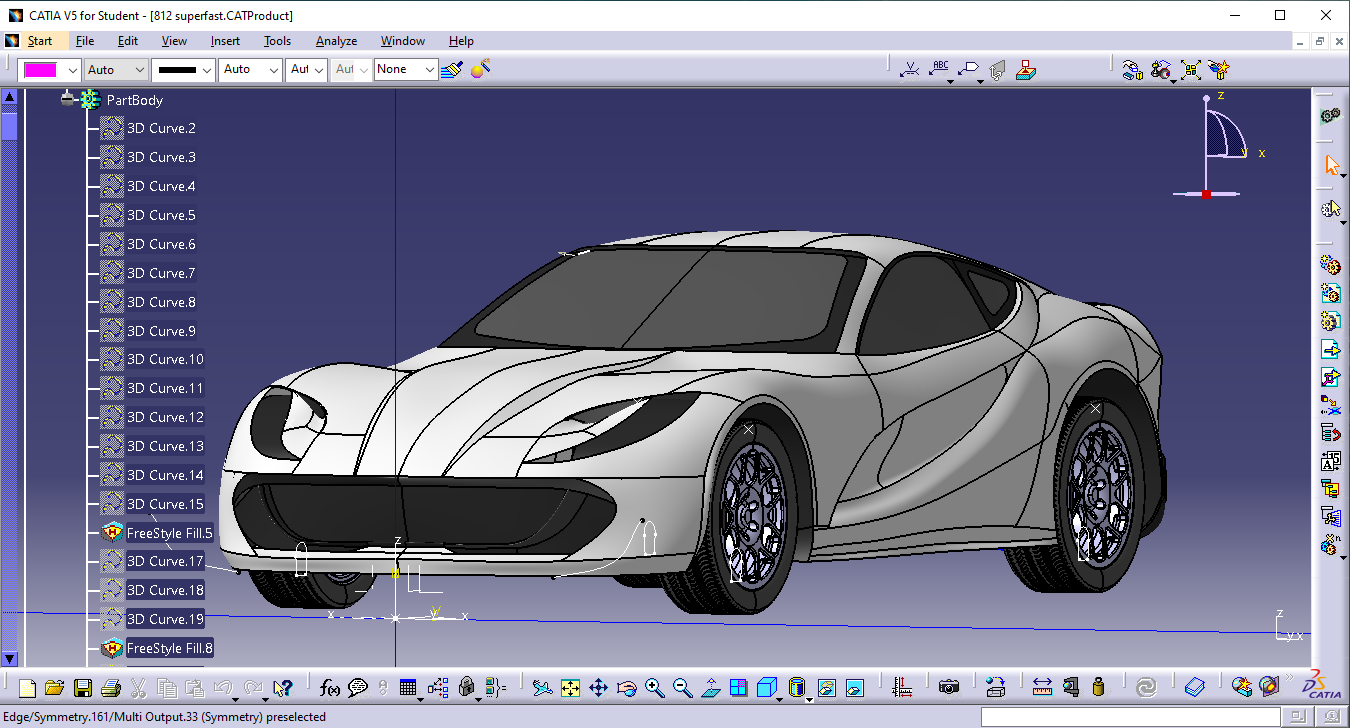 CATIA V5 for Student - [812 superfast.CATProduct]
Start File Edit View Insert Tools Analyze Window Help
Auto Auto Aut Aut None
ABC
PartBody
3D Curve.2
3D Curve.3
3D Curve.4
3D Curve.5
3D Curve.6
3D Curve.7
3D Curve.8
3D Curve.9
3D Curve.10
3D Curve.11
3D Curve.12
3D Curve.13
3D Curve.14
3D Curve.15
FreeStyle Fill.5
3D Curve.17
3D Curve.18
3D Curve.19
FreeStyle Fill.8
z
x
z
x
y
x
z
y x
f(x)
DS
CATIA
Edge/Symmetry.161/Multi Output.33 (Symmetry) preselected